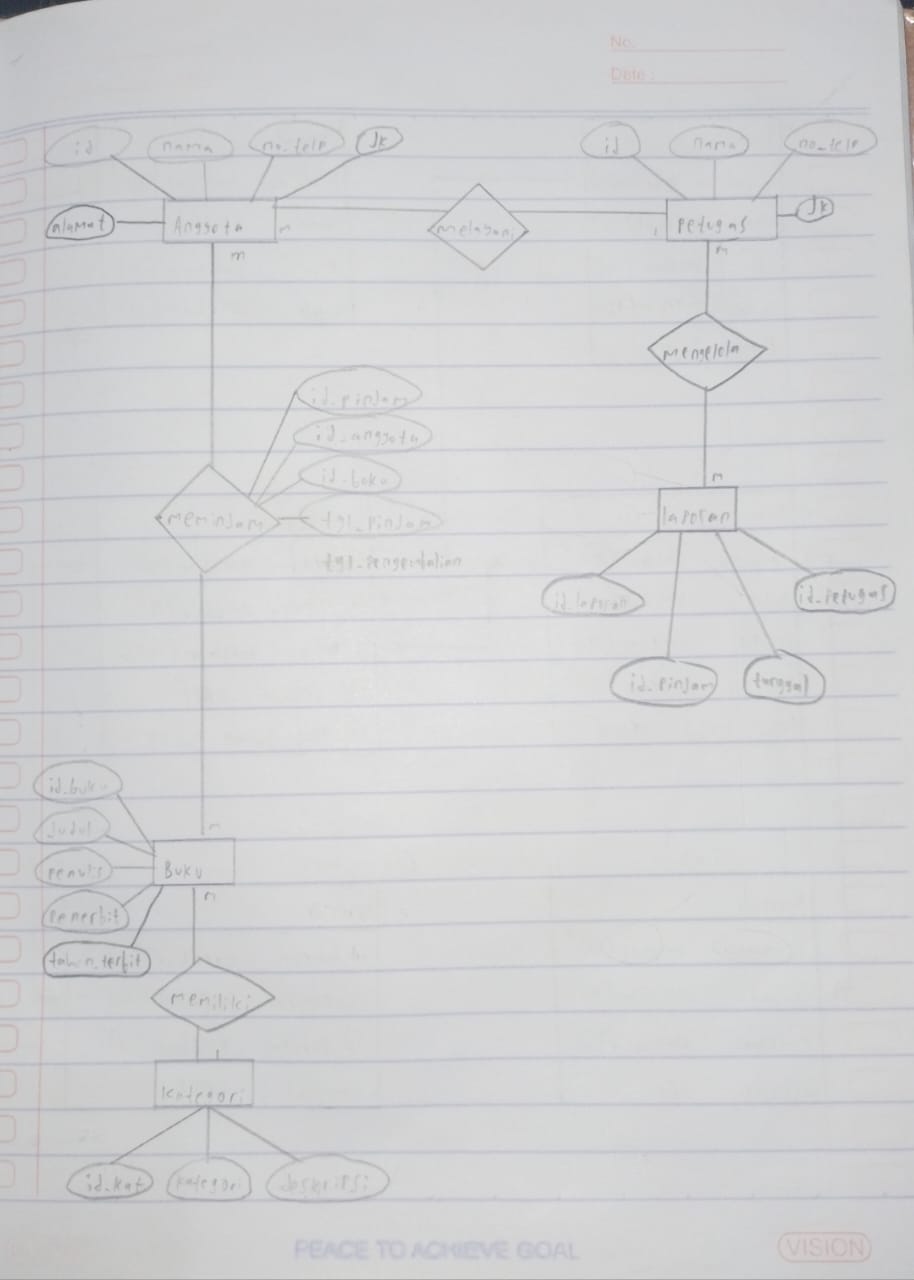 No.
Date :
id nama no_telp Jk
id nama no_telp
alamat Anggota m melayani 1 Petugas Jk
m
m
mengelola
id_pinjam
id_anggota
id_buku
m
meminjam tgl_pinjam laporan
tgl_pengembalian
id_laporan id_petugas
id_pinjam tanggal
id_buku
Judul m
penulis Buku
penerbit m
tahun_terbit
memiliki
1
kategori
id_kat kategori deskripsi
PEACE TO ACHIEVE GOAL
VISION